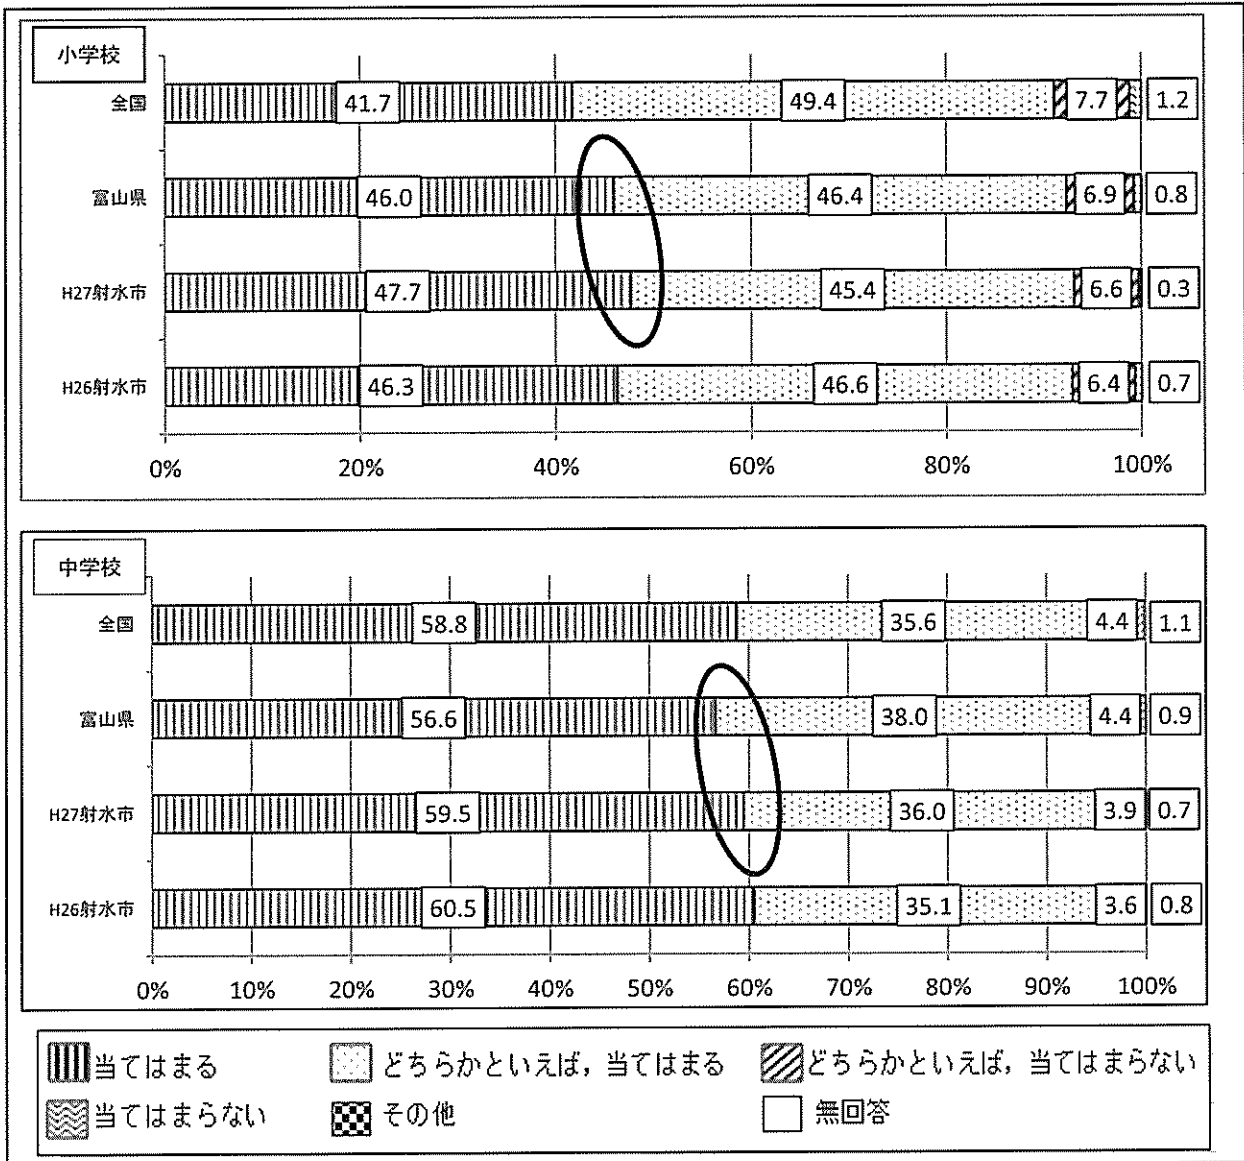 小学校
全国 41.7 49.4 7.7 1.2
富山県 46.0 46.4 6.9 0.8
H27射水市 47.7 45.4 6.6 0.3
H26射水市 46.3 46.6 6.4 0.7
0% 20% 40% 60% 80% 100%
中学校
全国 58.8 35.6 4.4 1.1
富山県 56.6 38.0 4.4 0.9
H27射水市 59.5 36.0 3.9 0.7
H26射水市 60.5 35.1 3.6 0.8
0% 10% 20% 30% 40% 50% 60% 70% 80% 90% 100%
当てはまる どちらかといえば，当てはまる どちらかといえば，当てはまらない
当てはまらない その他 無回答